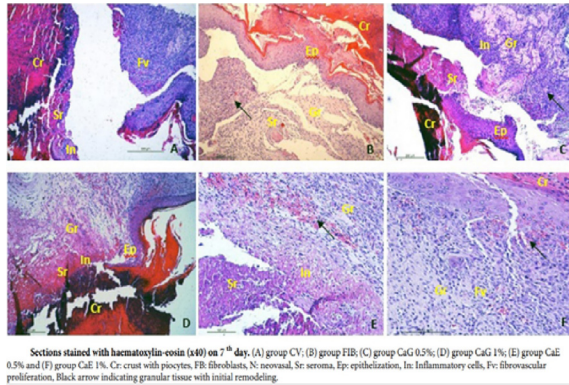 Cr
Fv
Sr
In
A
Cr
Ep
Sr
B
In
Gr
Sr
Cr
Ep
C
Gr
In
Ep
Sr
Cr
D
Gr
In
Sr
E
Cr
Gr
Fv
F
Sections stained with haematoxylin-eosin (x40) on 7th day. (A) group CV; (B) group FIB; (C) group CaG 0.5%; (D) group CaG 1%; (E) group CaE
0.5% and (F) group CaE 1%. Cr: crust with piocytes, FB: fibroblasts, N: neovasal, Sr: seroma, Ep: epithelization, In: Inflammatory cells, Fv: fibrovascular
proliferation, Black arrow indicating granular tissue with initial remodeling.